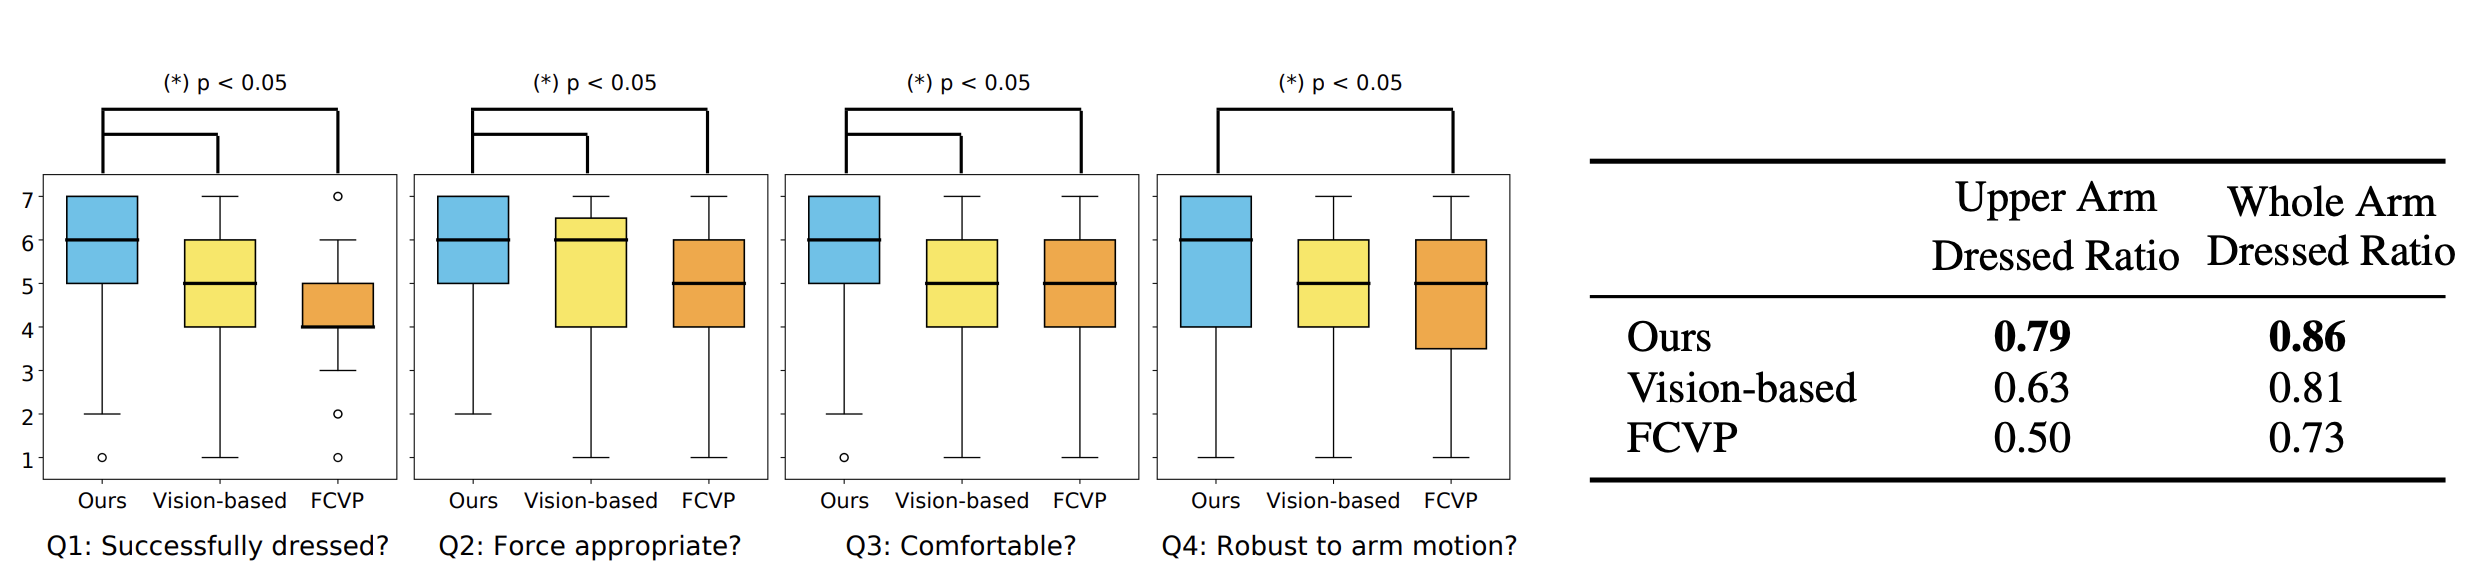 (*) p < 0.05
(*) p < 0.05
(*) p < 0.05
(*) p < 0.05
7
6
5
4
3
2
1
Ours Vision-based FCVP
Ours Vision-based FCVP
Ours Vision-based FCVP
Ours Vision-based FCVP
Q1: Successfully dressed?
Q2: Force appropriate?
Q3: Comfortable?
Q4: Robust to arm motion?
Upper Arm Whole Arm
Dressed Ratio Dressed Ratio
Ours 0.79 0.86
Vision-based 0.63 0.81
FCVP 0.50 0.73